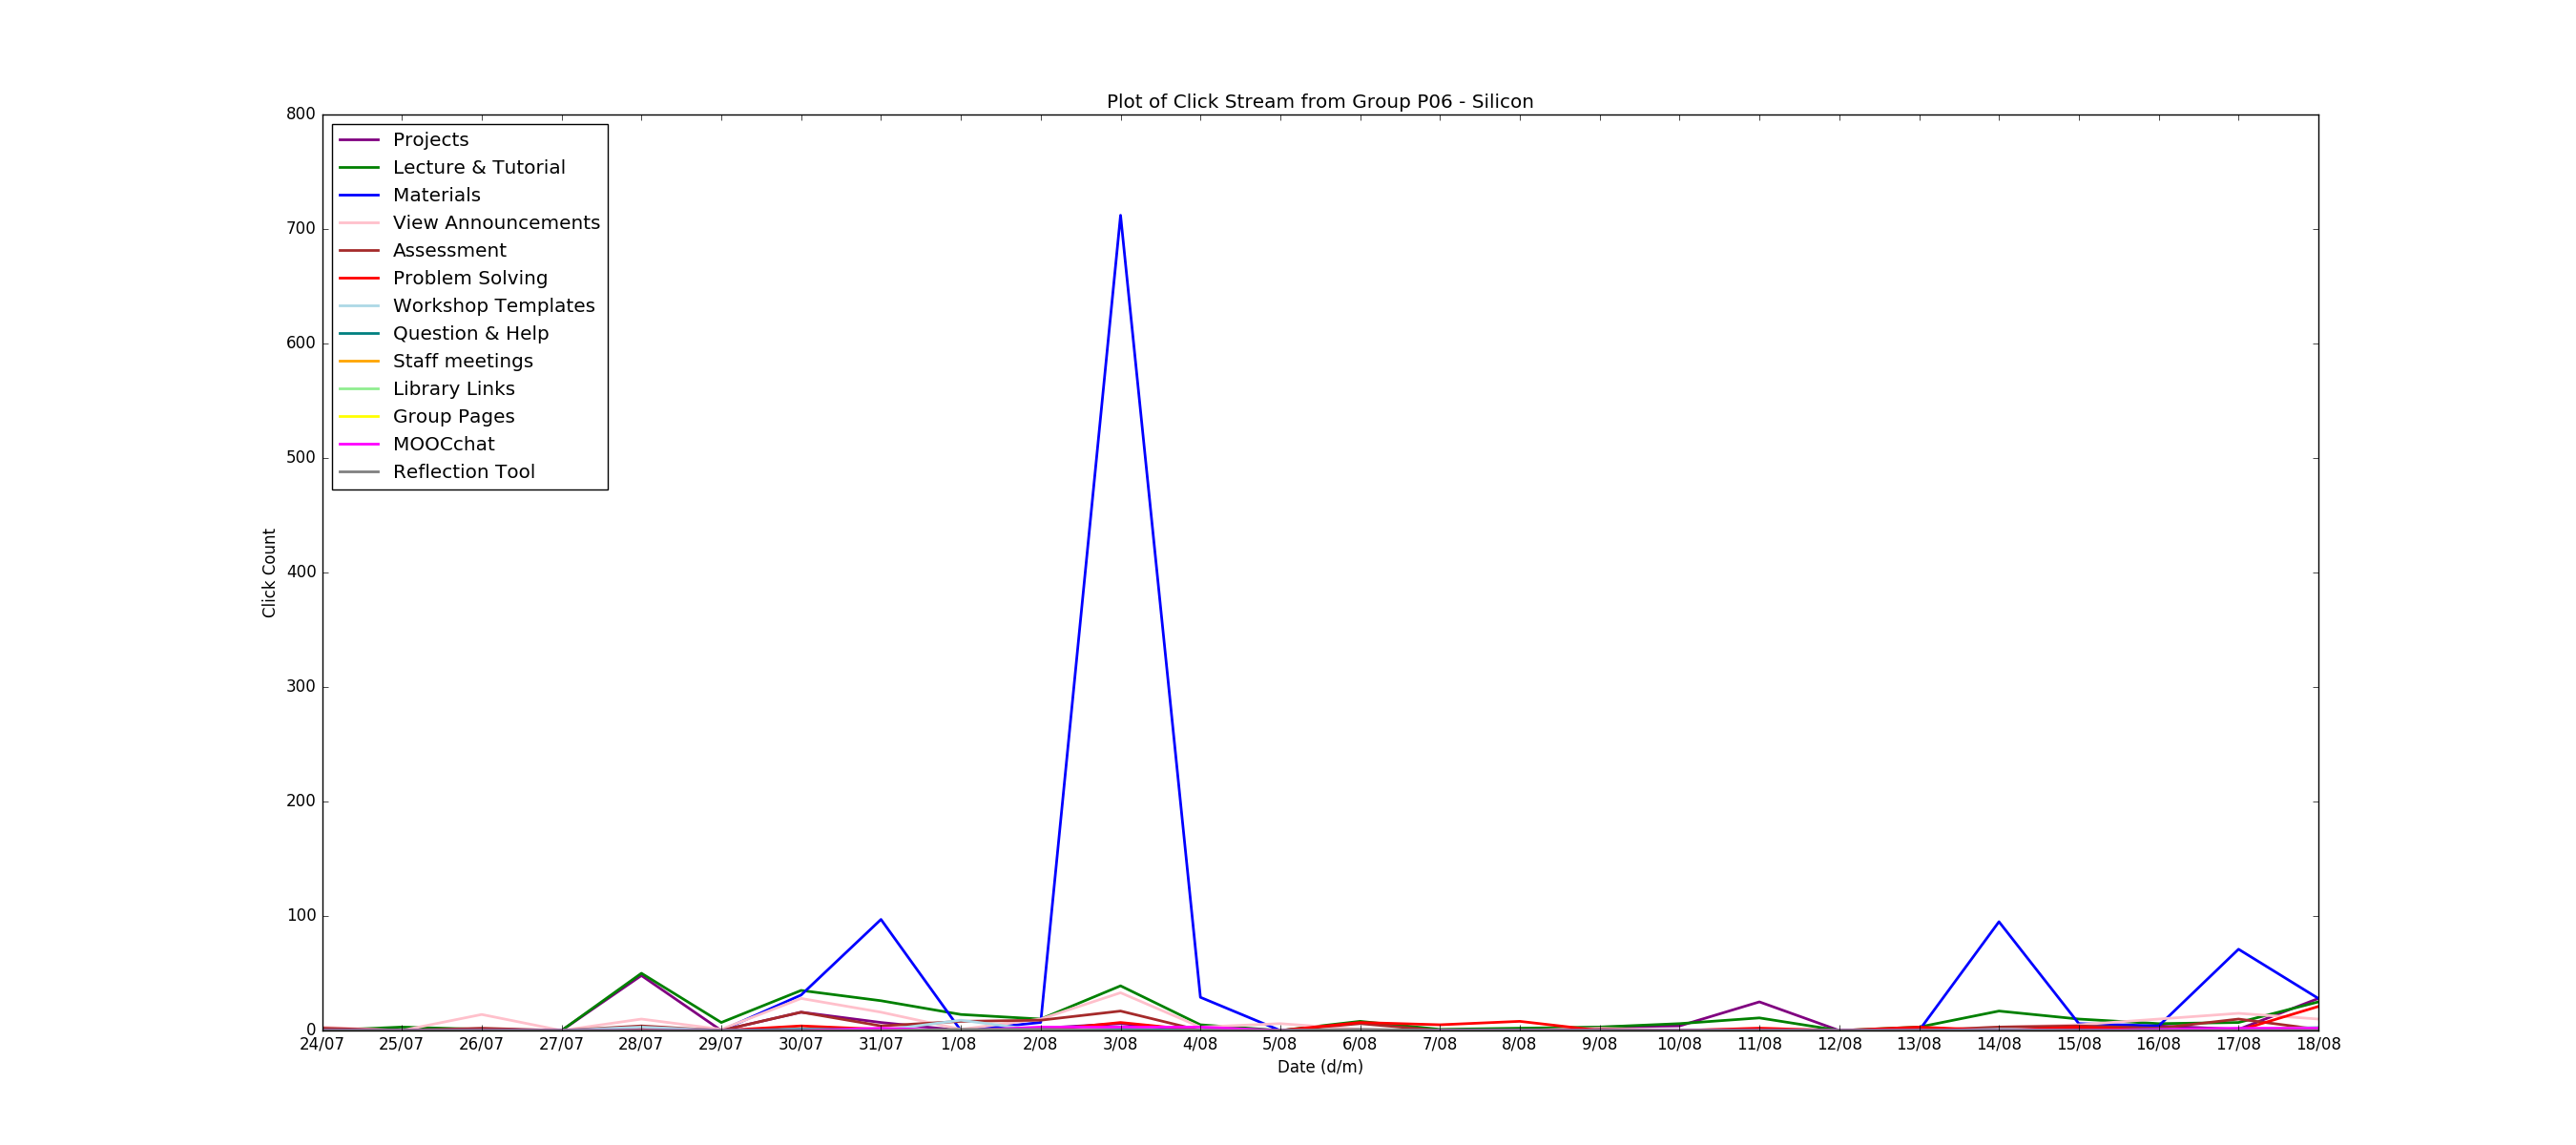 Plot of Click Stream from Group P06 - Silicon
800
700
600
500
400
300
200
100
0
Click Count
Projects
Lecture & Tutorial
Materials
View Announcements
Assessment
Problem Solving
Workshop Templates
Question & Help
Staff meetings
Library Links
Group Pages
MOOCchat
Reflection Tool
24/07 25/07 26/07 27/07 28/07 29/07 30/07 31/07 1/08 2/08 3/08 4/08 5/08 6/08 7/08 8/08 9/08 10/08 11/08 12/08 13/08 14/08 15/08 16/08 17/08 18/08
Date (d/m)